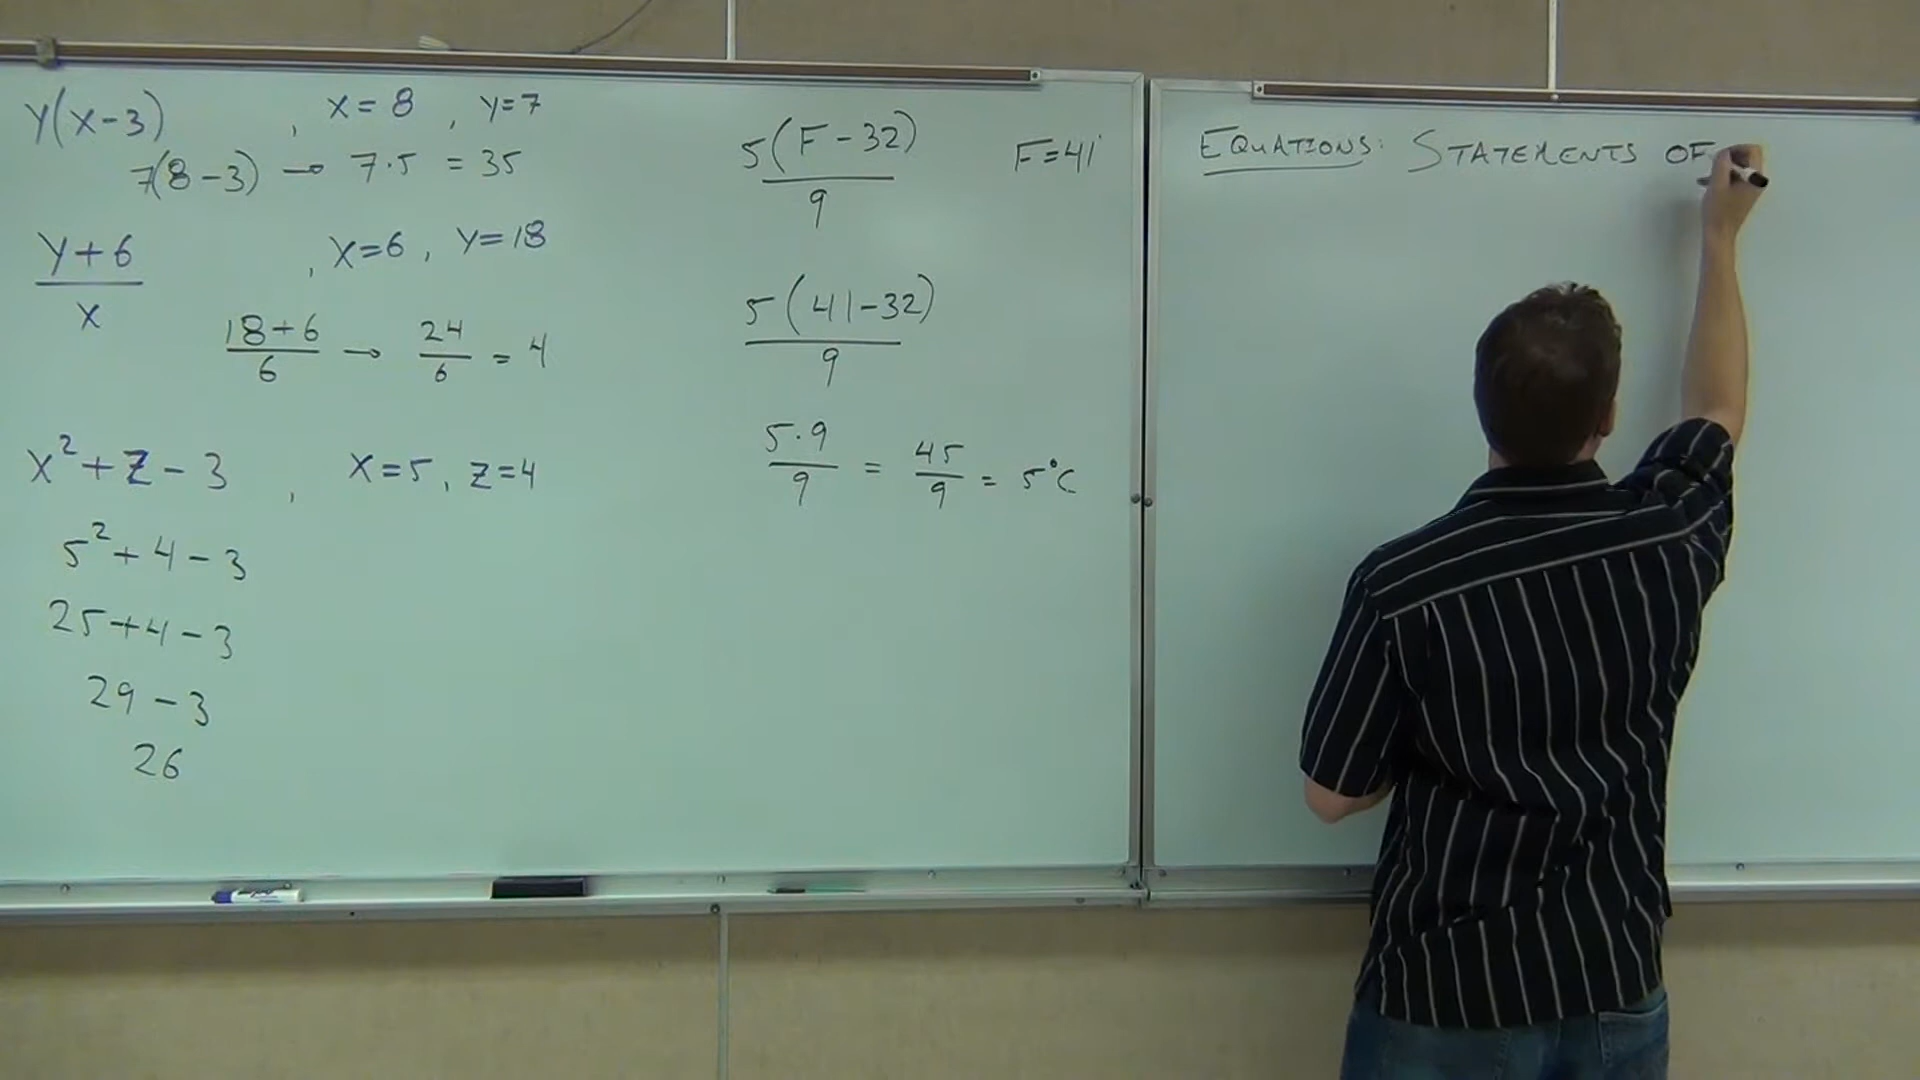 Y(X-3) , X=8 , Y=7
7(8-3) → 7·5 = 35
Y+6
X
, X=6 , Y=18
18+6
6
→
24
6
= 4
X²+Z-3 , X=5, Z=4
5²+4-3
25+4-3
29-3
26
5(F-32)
9
F=41
5(41-32)
9
5·9
9
=
45
9
= 5°C
EQUATIONS: STATEMENTS OF